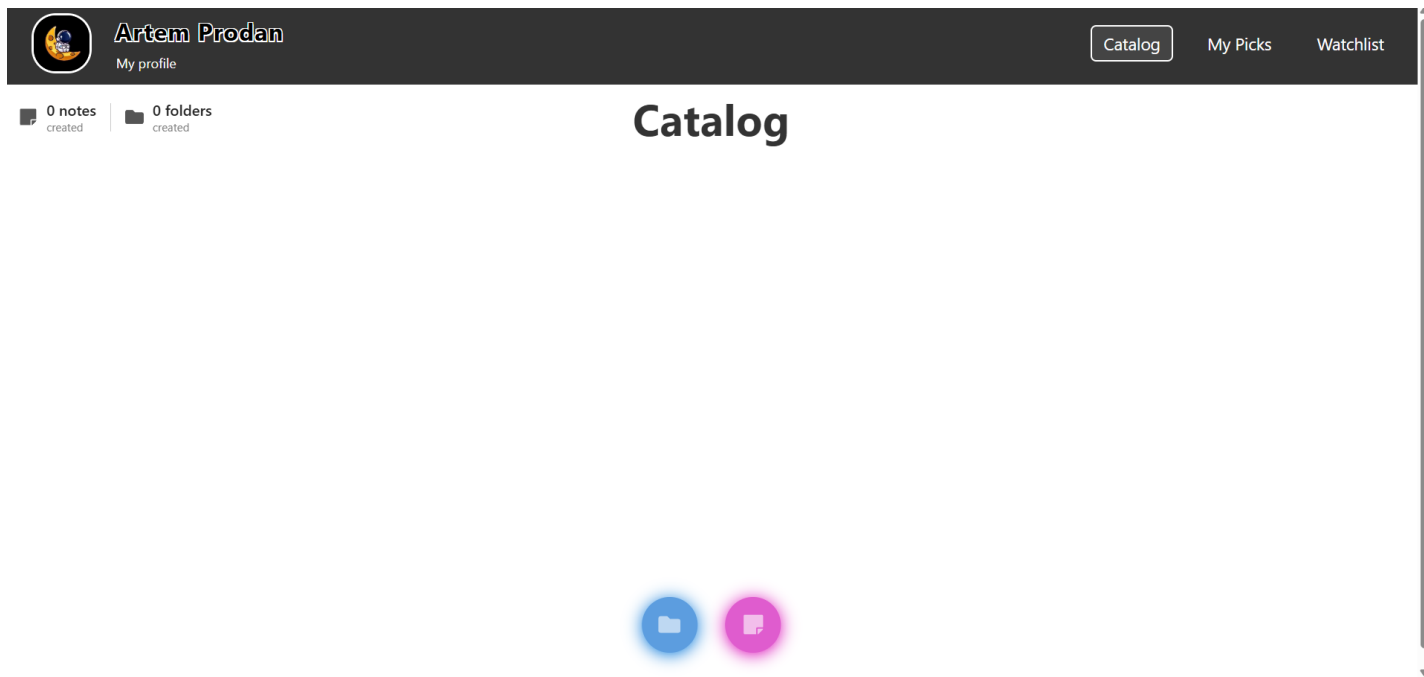 Artem Prodan
My profile
Catalog
My Picks
Watchlist
0 notes
created
0 folders
created
Catalog